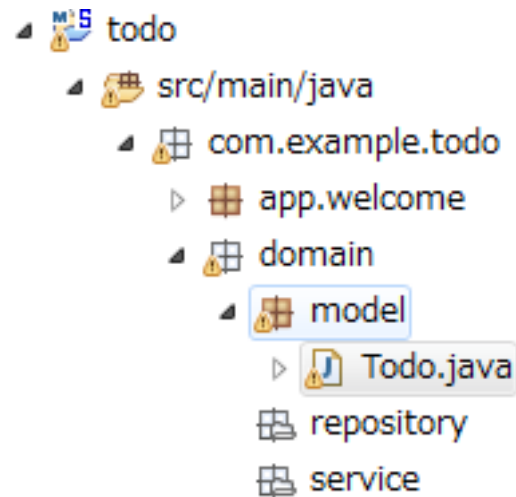 todo
src/main/java
com.example.todo
app.welcome
domain
model
Todo.java
repository
service